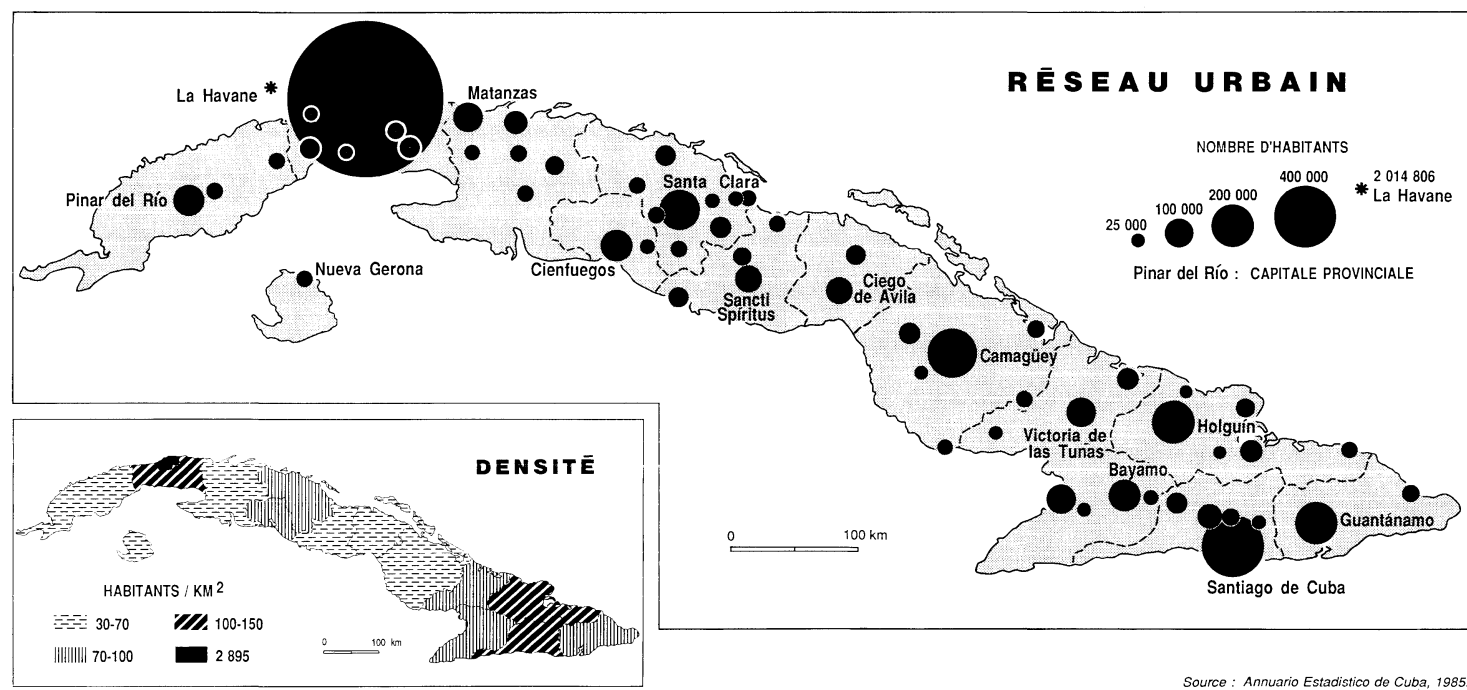 RÉSEAU URBAIN
NOMBRE D'HABITANTS
25 000
100 000
200 000
400 000
* 2 014 806
La Havane
Pinar del Río : CAPITALE PROVINCIALE
La Havane *
Matanzas
Pinar del Río
Nueva Gerona
Santa Clara
Cienfuegos
Sancti
Spíritus
Ciego
de Avila
Camagüey
Victoria de
las Tunas
Holguín
Bayamo
Guantánamo
Santiago de Cuba
0 100 km
DENSITÉ
HABITANTS / KM2
30-70
100-150
70-100
2 895
0 100 km
Source : Annuario Estadistico de Cuba, 1985.